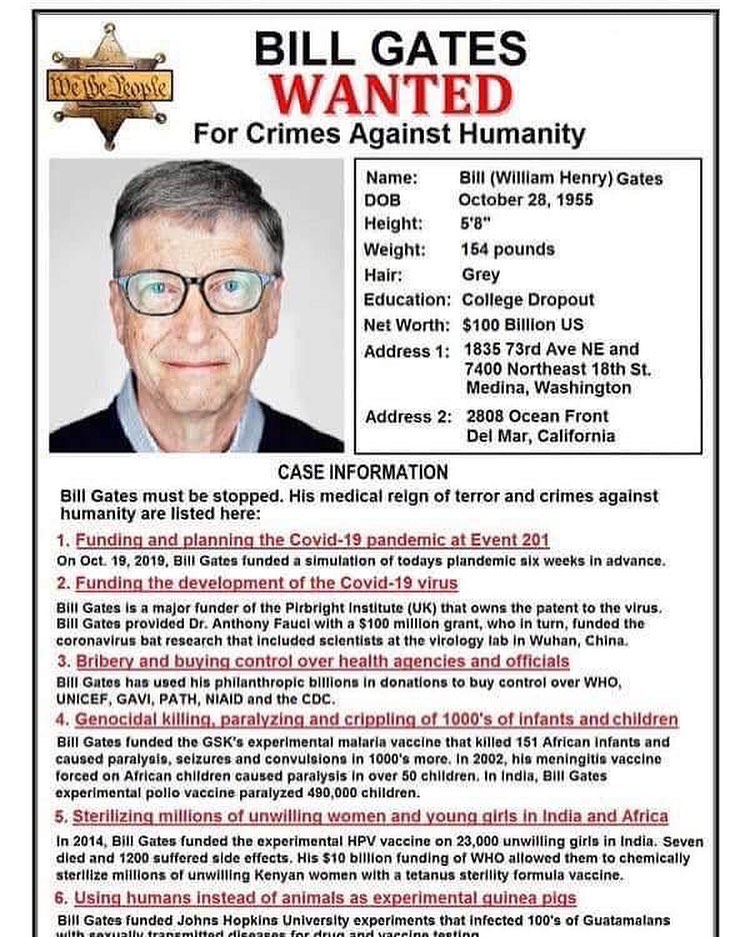 We the People
BILL GATES
WANTED
For Crimes Against Humanity
Name: Bill (William Henry) Gates
DOB October 28, 1955
Height: 5'8"
Weight: 154 pounds
Hair: Grey
Education: College Dropout
Net Worth: $100 Billion US
Address 1: 1835 73rd Ave NE and
7400 Northeast 18th St.
Medina, Washington
Address 2: 2808 Ocean Front
Del Mar, California
CASE INFORMATION
Bill Gates must be stopped. His medical reign of terror and crimes against
humanity are listed here:
1. Funding and planning the Covid-19 pandemic at Event 201
On Oct. 19, 2019, Bill Gates funded a simulation of todays plandemic six weeks in advance.
2. Funding the development of the Covid-19 virus
Bill Gates is a major funder of the Pirbright Institute (UK) that owns the patent to the virus.
Bill Gates provided Dr. Anthony Fauci with a $100 million grant, who in turn, funded the
coronavirus bat research that included scientists at the virology lab in Wuhan, China.
3. Bribery and buying control over health agencies and officials
Bill Gates has used his philanthropic billions in donations to buy control over WHO,
UNICEF, GAVI, PATH, NIAID and the CDC.
4. Genocidal killing, paralyzing and crippling of 1000's of infants and children
Bill Gates funded the GSK's experimental malaria vaccine that killed 151 African infants and
caused paralysis, seizures and convulsions in 1000's more. In 2002, his meningitis vaccine
forced on African children caused paralysis in over 50 children. In India, Bill Gates
experimental polio vaccine paralyzed 490,000 children.
5. Sterilizing millions of unwilling women and young girls in India and Africa
In 2014, Bill Gates funded the experimental HPV vaccine on 23,000 unwilling girls in India. Seven
died and 1200 suffered side effects. His $10 billion funding of WHO allowed them to chemically
sterilize millions of unwilling Kenyan women with a tetanus sterility formula vaccine.
6. Using humans instead of animals as experimental guinea pigs
Bill Gates funded Johns Hopkins University experiments that infected 100's of Guatamalans
with sexually transmitted diseases for drug and vaccine testing